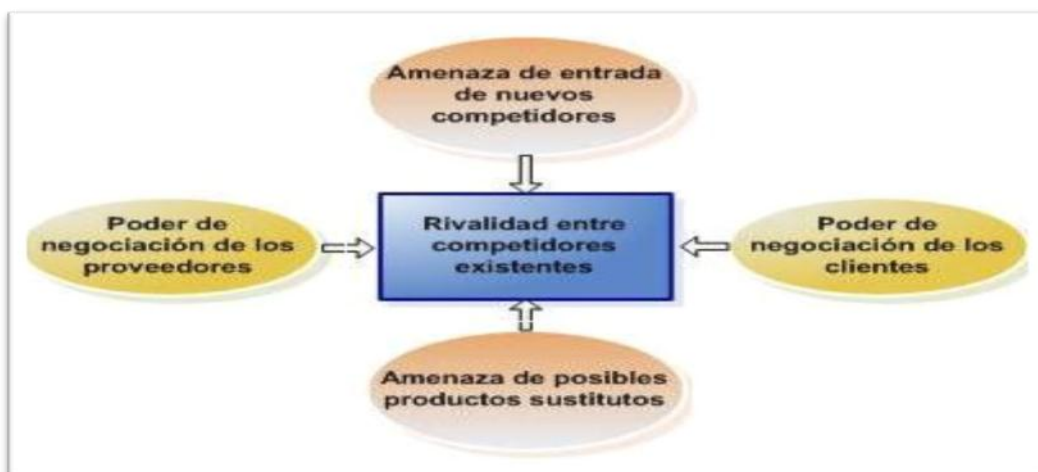 Amenaza de entrada
de nuevos
competidores
Poder de
negociación de los
proveedores
Rivalidad entre
competidores
existentes
Poder de
negociación de los
clientes
Amenaza de posibles
productos sustitutos